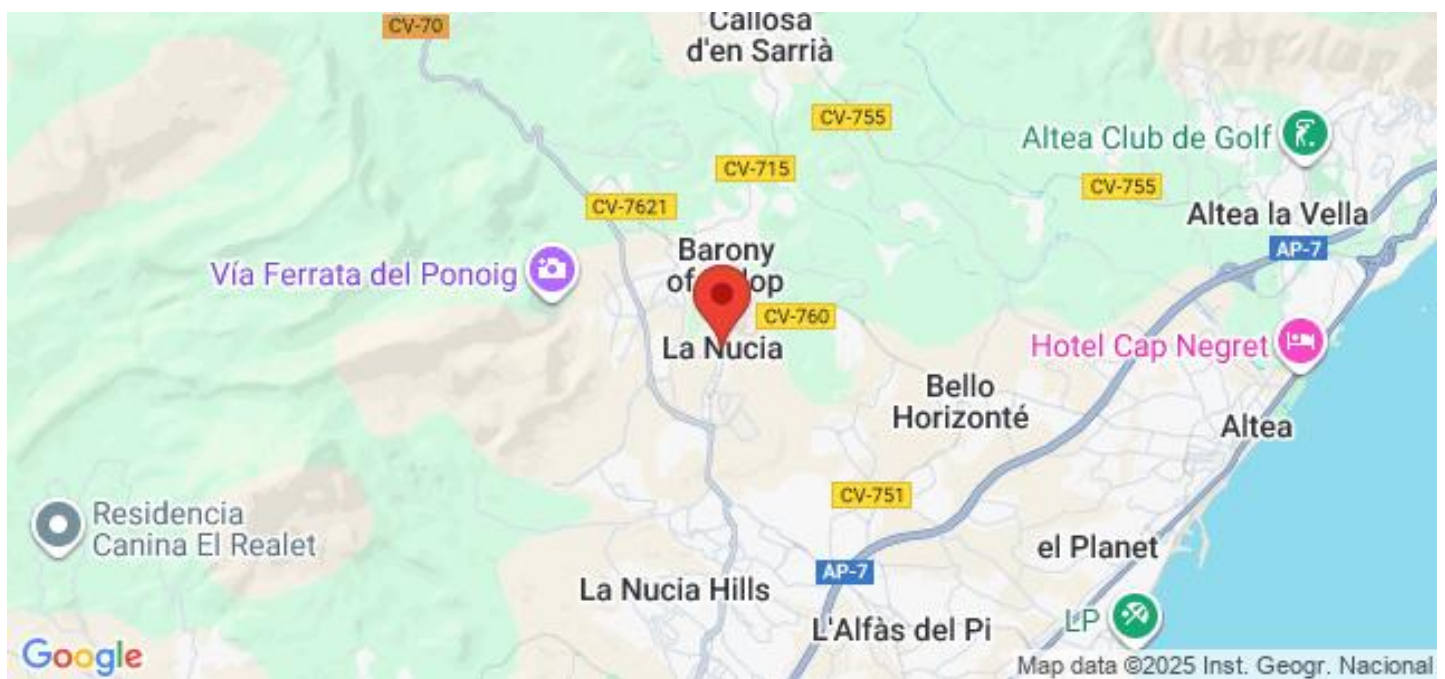 CV-70
Callosa
d'en Sarrià
CV-755
Altea Club de Golf
CV-715
CV-755
CV-7621
Altea la Vella
Barony
AP-7
Vía Ferrata del Ponoig
CV-760
La Nucia
Hotel Cap Negret
Bello
Horizonté
Altea
CV-751
Residencia
Canina El Realet
el Planet
AP-7
La Nucia Hills
L'Alfàs del Pi
LP
Google
Map data ©2025 Inst. Geogr. Nacional